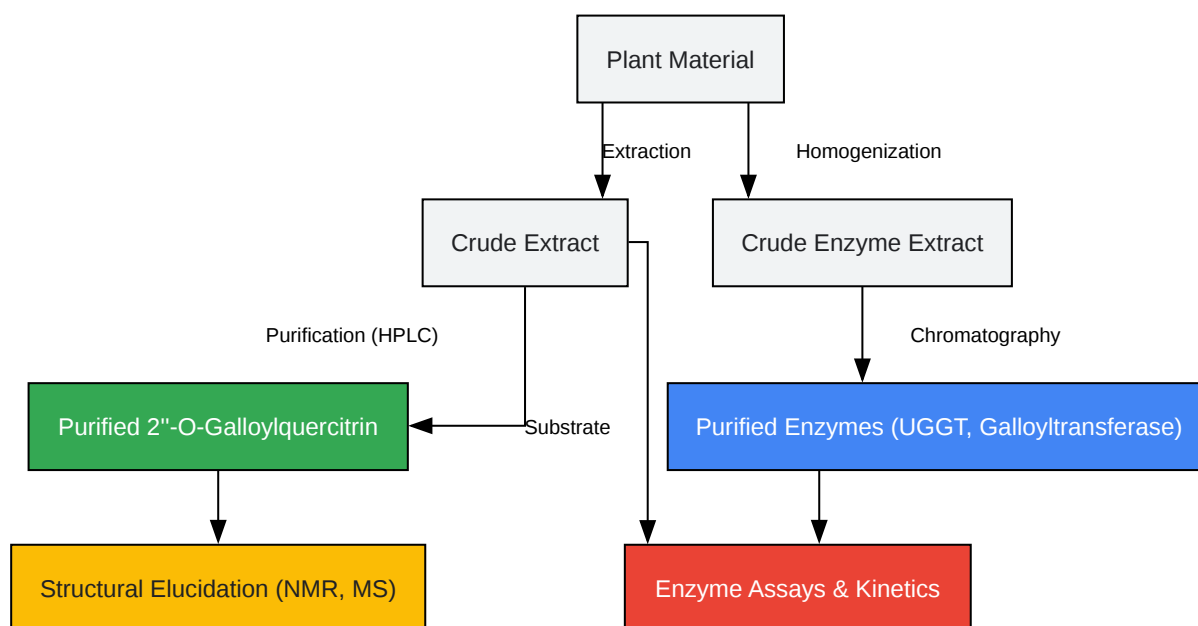 Plant Material
Extraction
Homogenization
Crude Extract
Crude Enzyme Extract
Purification (HPLC)
Chromatography
Purified 2"-O-Galloylquercitrin
Substrate
Purified Enzymes (UGGT, Galloyltransferase)
Structural Elucidation (NMR, MS)
Enzyme Assays & Kinetics